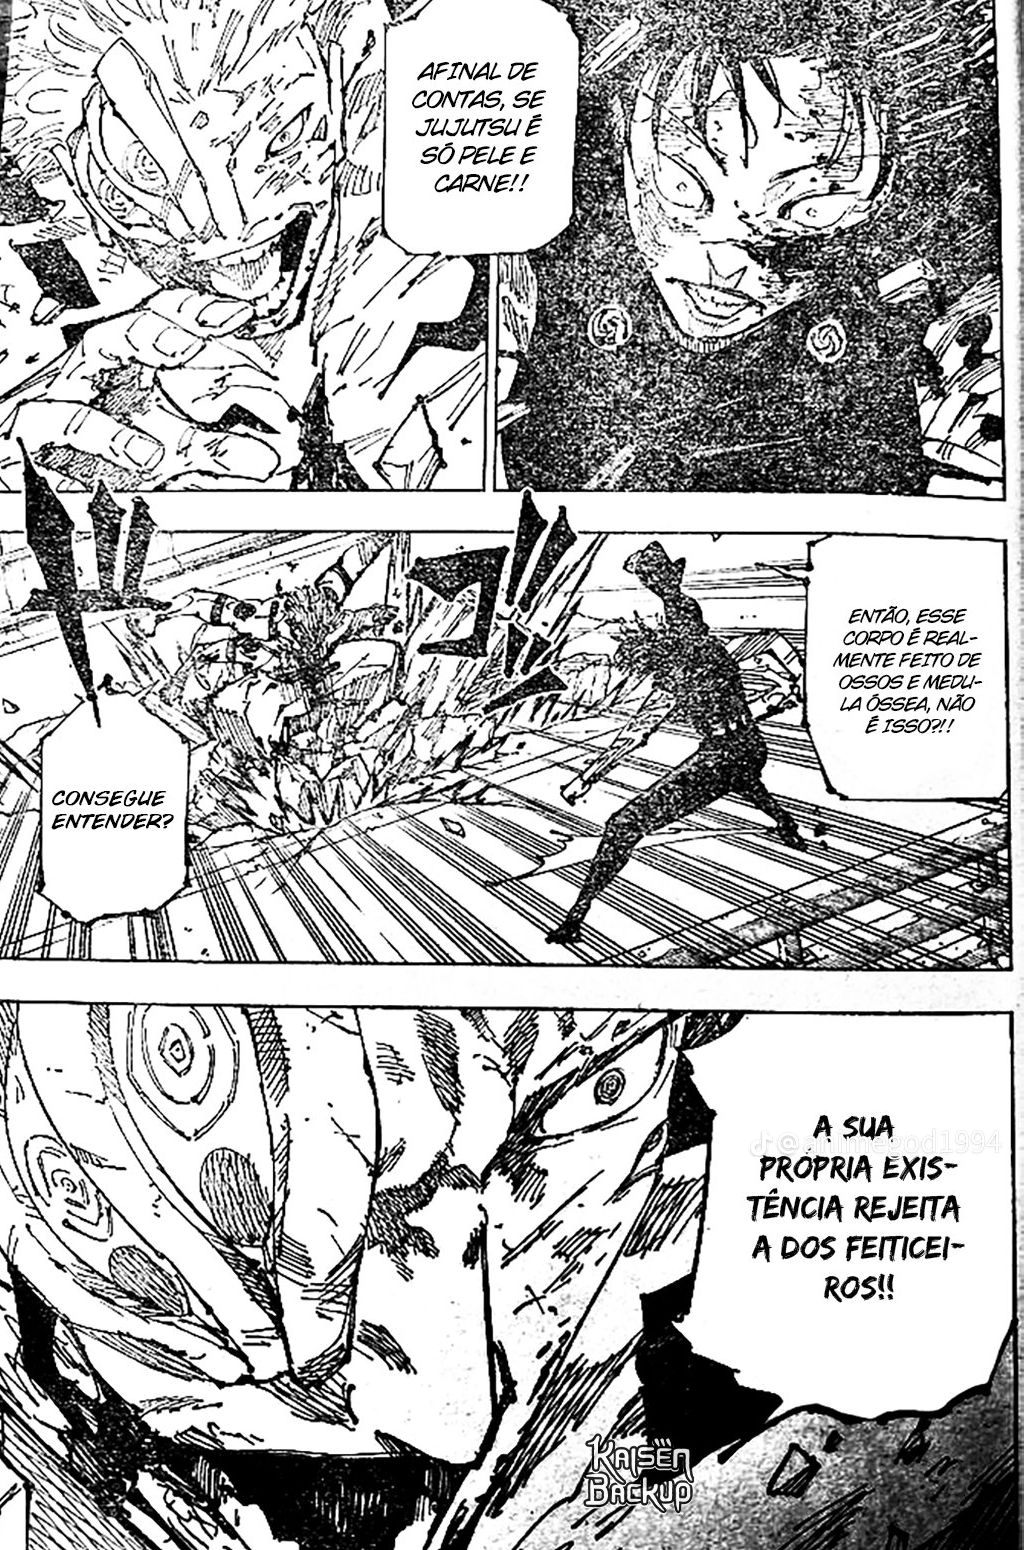 AFINAL DE
CONTAS, SE
JUJUTSU É
SÓ PELE E
CARNE!!
ENTÃO, ESSE
CORPO É REAL-
MENTE FEITO DE
OSSOS E MEDU-
LA ÓSSEA, NÃO
É ISSO?!!
CONSEGUE
ENTENDER?
A SUA
@animegod1994
PRÓPRIA EXIS-
TÊNCIA REJEITA
A DOS FEITICEI-
ROS!!
KAISEN
BACKUP